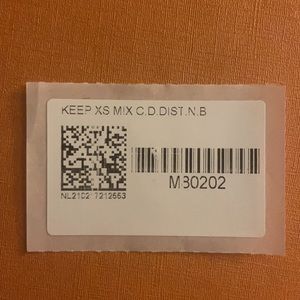 KEEP XS MIX C.D.DIST.N.B
M30202
NL2102 7212663